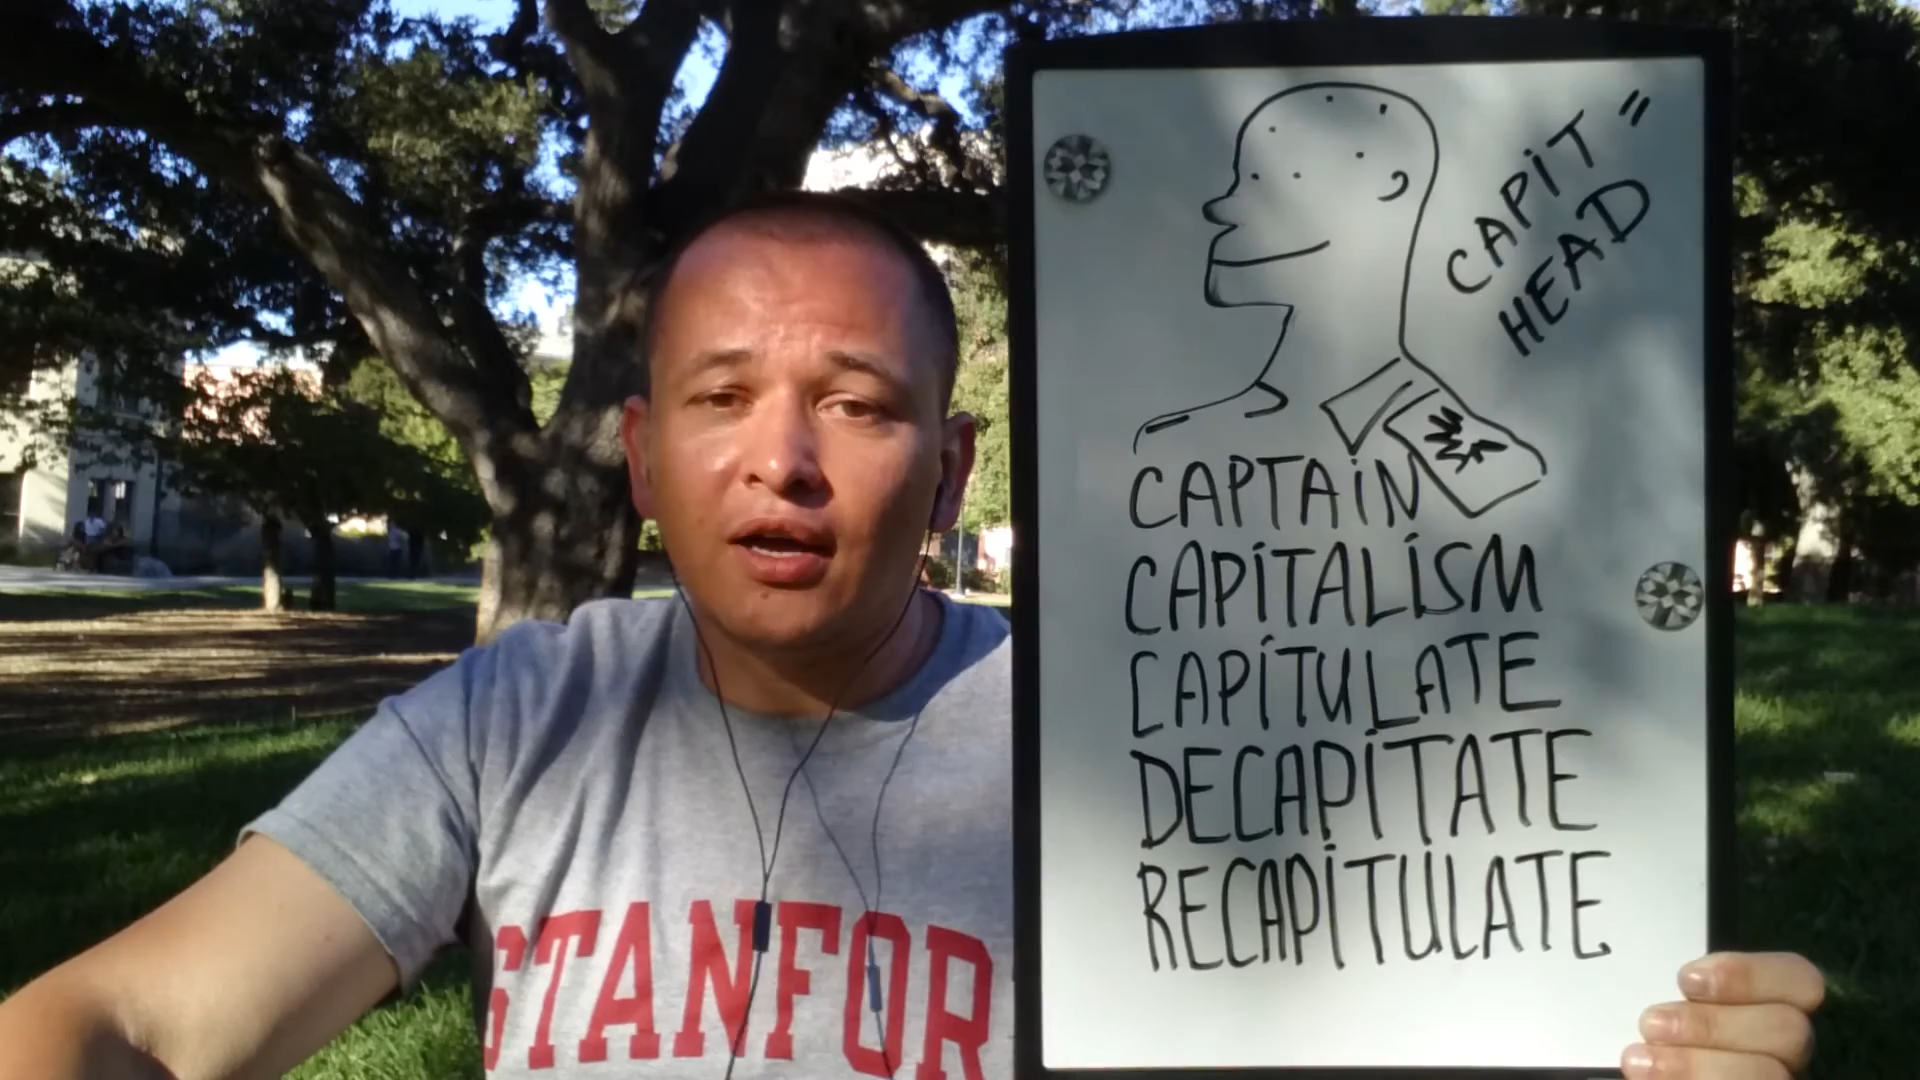 CAPIT =
HEAD
CAPTAIN
CAPITALISM
CAPITULATE
DECAPITATE
RECAPITULATE
STANFOR